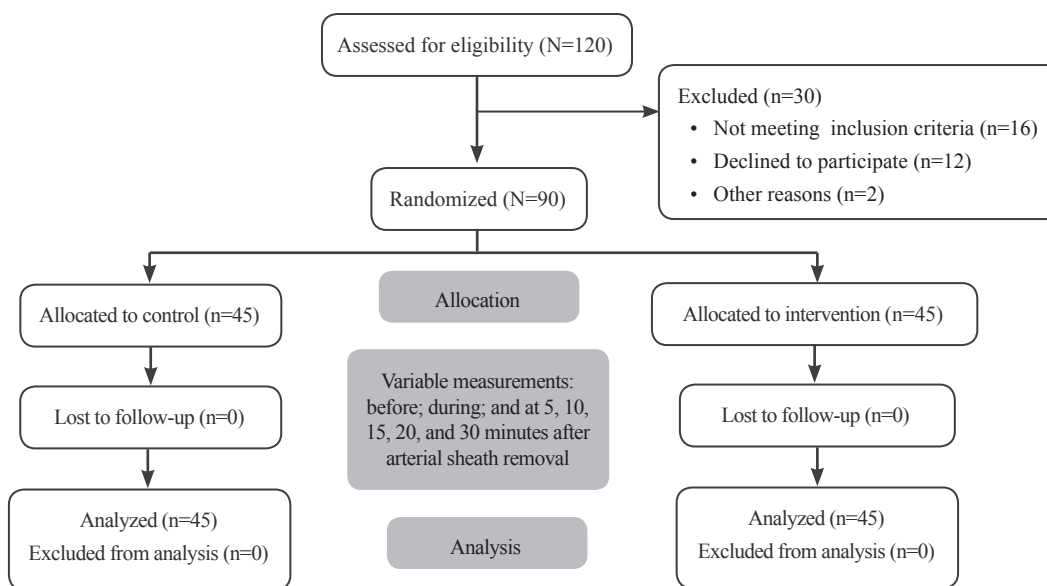 Assessed for eligibility (N=120)
Excluded (n=30)
• Not meeting inclusion criteria (n=16)
• Declined to participate (n=12)
• Other reasons (n=2)
Randomized (N=90)
Allocation
Allocated to control (n=45)
Allocated to intervention (n=45)
Variable measurements:
before; during; and at 5, 10,
15, 20, and 30 minutes after
arterial sheath removal
Lost to follow-up (n=0)
Lost to follow-up (n=0)
Analyzed (n=45)
Excluded from analysis (n=0)
Analysis
Analyzed (n=45)
Excluded from analysis (n=0)